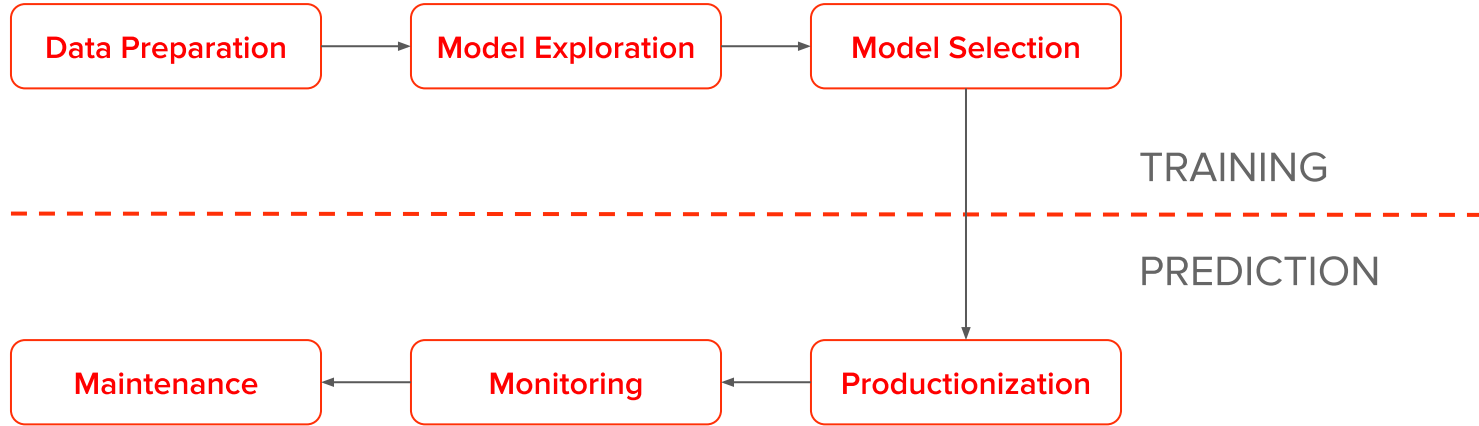 Data Preparation
Model Exploration
Model Selection
TRAINING
PREDICTION
Maintenance
Monitoring
Productionization